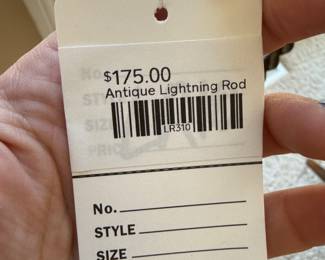 $175.00
Antique Lightning Rod
LR310
No.
STYLE
SIZE